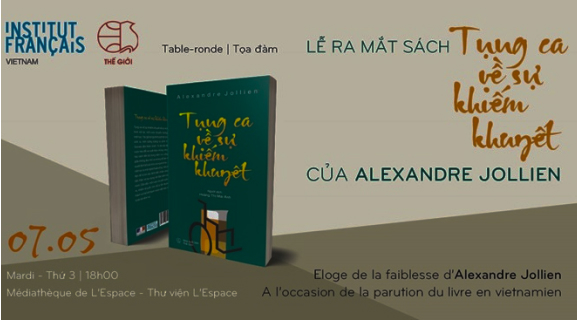 INSTITUT
FRANÇAIS
VIETNAM
THẾ GIỚI
Table-ronde | Tọa đàm
LỄ RA MẮT SÁCH Tụng ca
về sự
khiếm
khuyết
CỦA ALEXANDRE JOLLIEN
Alexandre Jollien
Tụng ca
về sự
khiếm
khuyết
07.05
Mardi - Thứ 3 | 18h00
Médiathèque de L'Espace - Thư viện L'Espace
Eloge de la faiblesse d'Alexandre Jollien
A l'occasion de la parution du livre en vietnamien